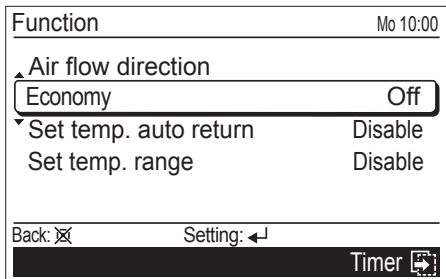 Function Mo 10:00
Air flow direction
Economy Off
Set temp. auto return Disable
Set temp. range Disable
Back: Setting:
Timer